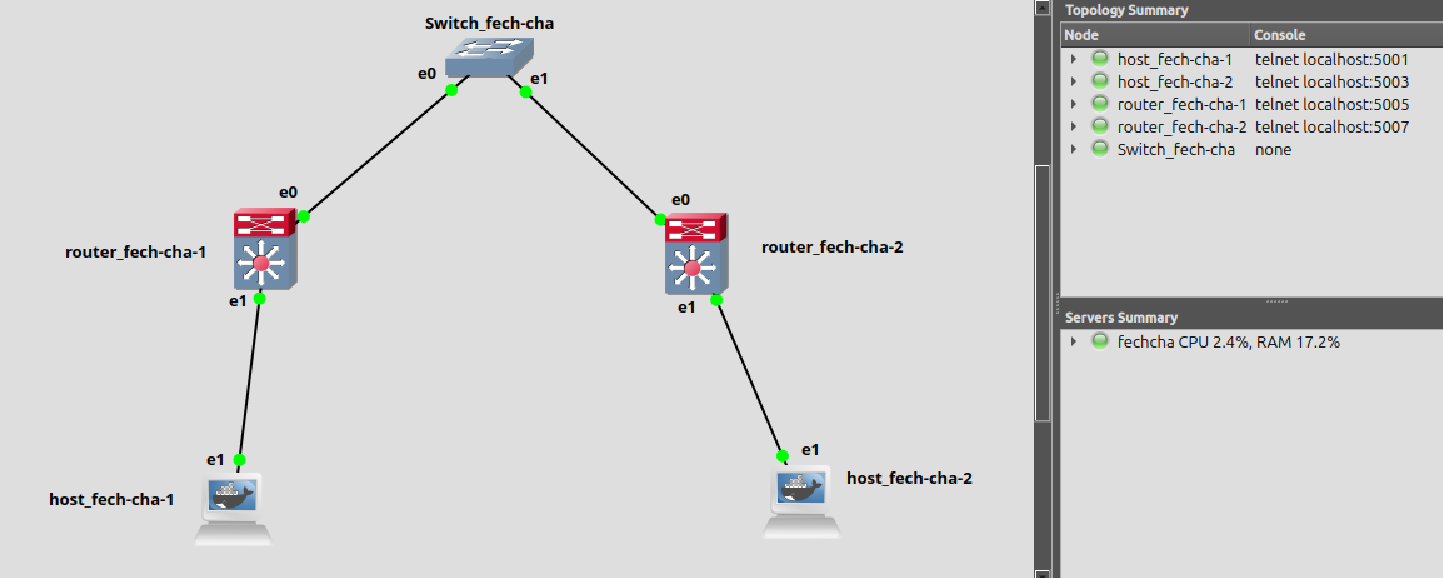 Switch_fech-cha
e0
e1
e0
router_fech-cha-1
e1
e0
router_fech-cha-2
e1
e1
host_fech-cha-1
e1
host_fech-cha-2
Topology Summary
Node Console
host_fech-cha-1 telnet localhost:5001
host_fech-cha-2 telnet localhost:5003
router_fech-cha-1 telnet localhost:5005
router_fech-cha-2 telnet localhost:5007
Switch_fech-cha none
Servers Summary
fechcha CPU 2.4%, RAM 17.2%